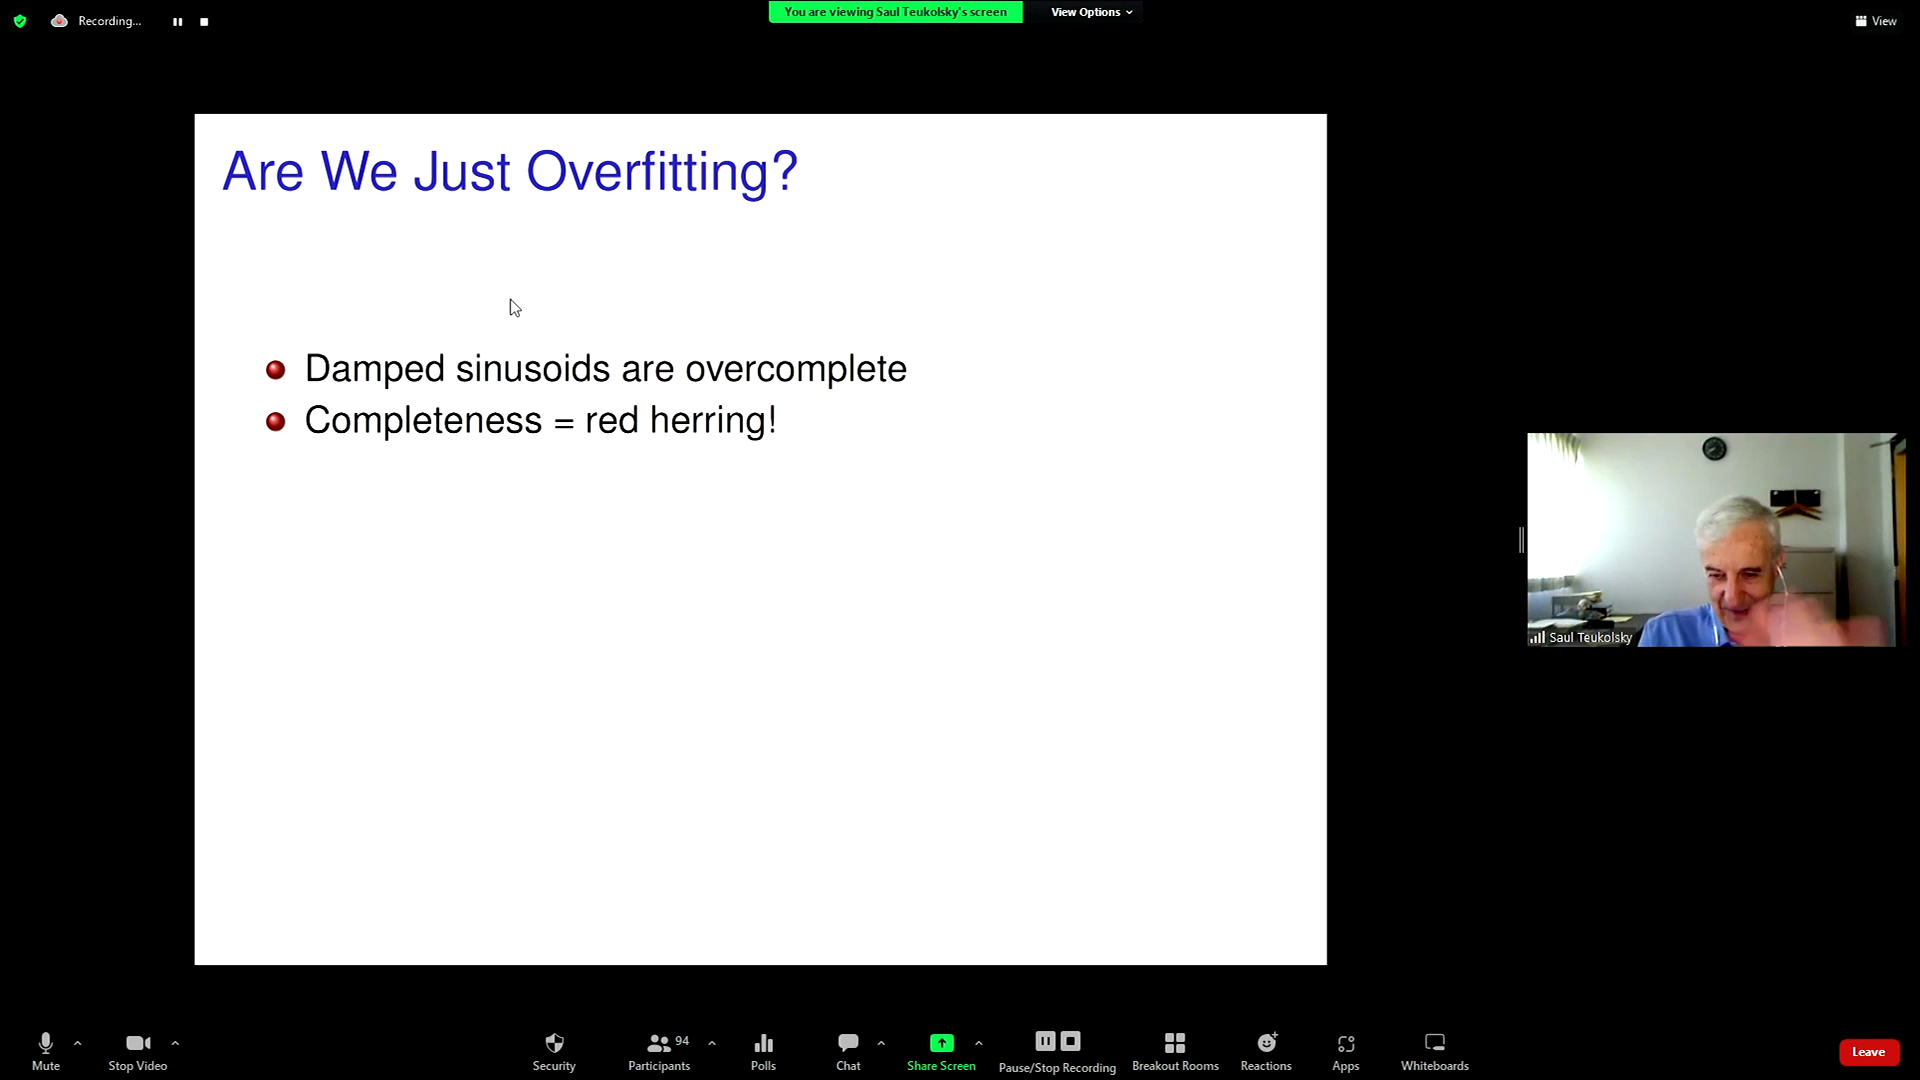 Recording...
You are viewing Saul Teukolsky's screen
View Options
View
Are We Just Overfitting?
Damped sinusoids are overcomplete
Completeness = red herring!
Saul Teukolsky
Mute
Stop Video
Security
94
Participants
Polls
Chat
Share Screen
Pause/Stop Recording
Breakout Rooms
Reactions
Apps
Whiteboards
Leave